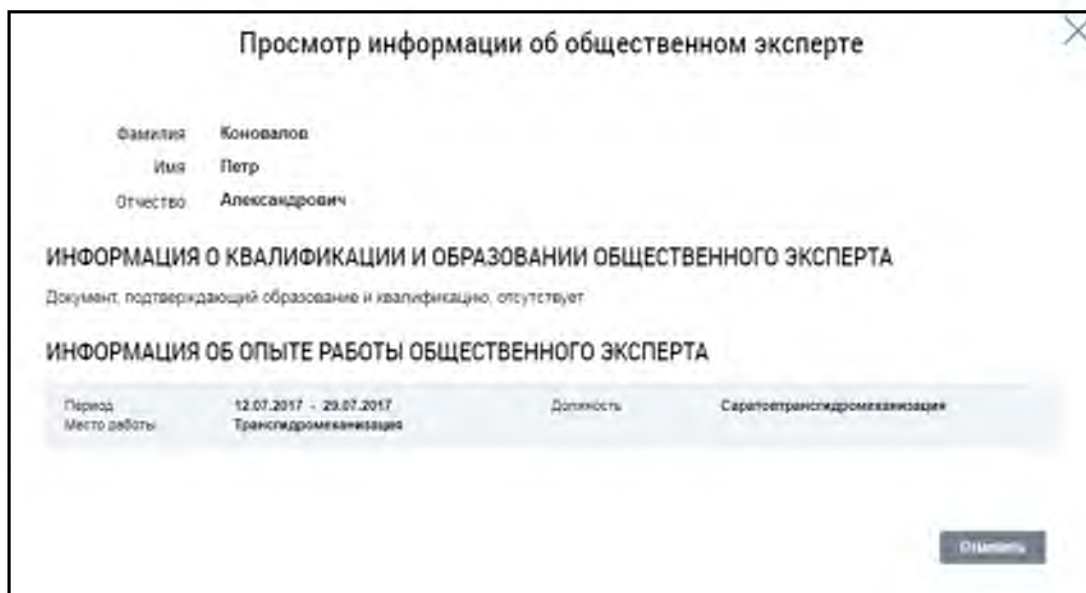 Просмотр информации об общественном эксперте
Фамилия Коновалов
Имя Петр
Отчество Александрович
ИНФОРМАЦИЯ О КВАЛИФИКАЦИИ И ОБРАЗОВАНИИ ОБЩЕСТВЕННОГО ЭКСПЕРТА
Документ, подтверждающий образование и квалификацию, отсутствует
ИНФОРМАЦИЯ ОБ ОПЫТЕ РАБОТЫ ОБЩЕСТВЕННОГО ЭКСПЕРТА
Период 12.07.2017 - 29.07.2017 Должность Саратовтрансгидромеханизация
Место работы Трансгидромеханизация
Отменить